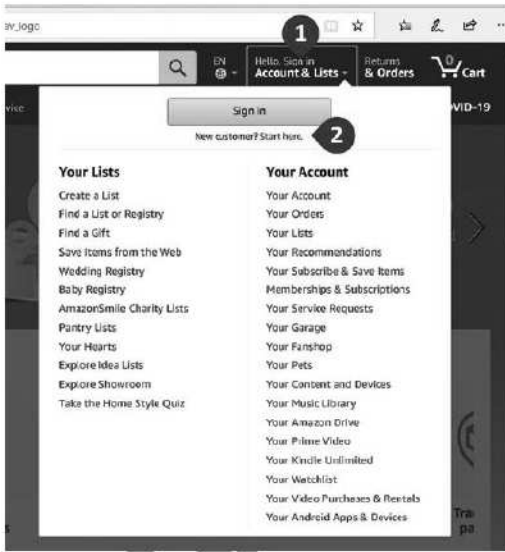 av_logo
1
EN
Hello, Sign in
Account & Lists
Returns
& Orders
0
Cart
vice
OVID-19
Sign in
New customer? Start here.
2
Your Lists
Create a List
Find a List or Registry
Find a Gift
Save Items from the Web
Wedding Registry
Baby Registry
AmazonSmile Charity Lists
Pantry Lists
Your Hearts
Explore Idea Lists
Explore Showroom
Take the Home Style Quiz
Your Account
Your Account
Your Orders
Your Lists
Your Recommendations
Your Subscribe & Save Items
Memberships & Subscriptions
Your Service Requests
Your Garage
Your Fanshop
Your Pets
Your Content and Devices
Your Music Library
Your Amazon Drive
Your Prime Video
Your Kindle Unlimited
Your Watchlist
Your Video Purchases & Rentals
Your Android Apps & Devices
Tra
pa
s